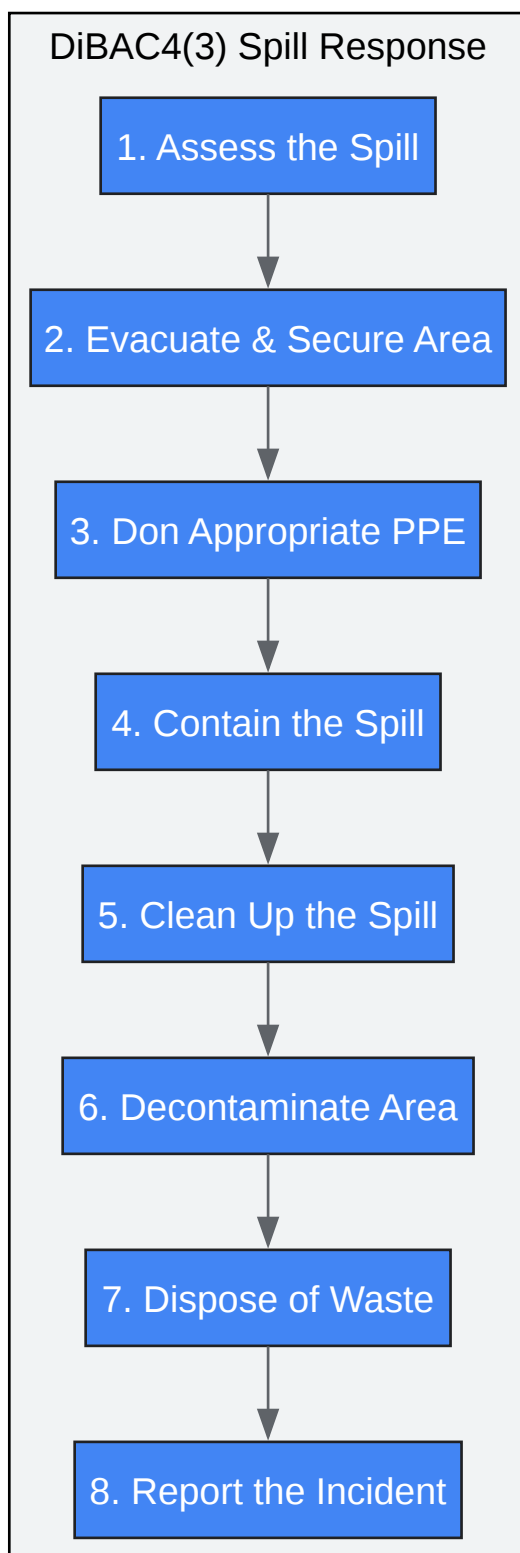 DiBAC4(3) Spill Response
1. Assess the Spill
2. Evacuate & Secure Area
3. Don Appropriate PPE
4. Contain the Spill
5. Clean Up the Spill
6. Decontaminate Area
7. Dispose of Waste
8. Report the Incident